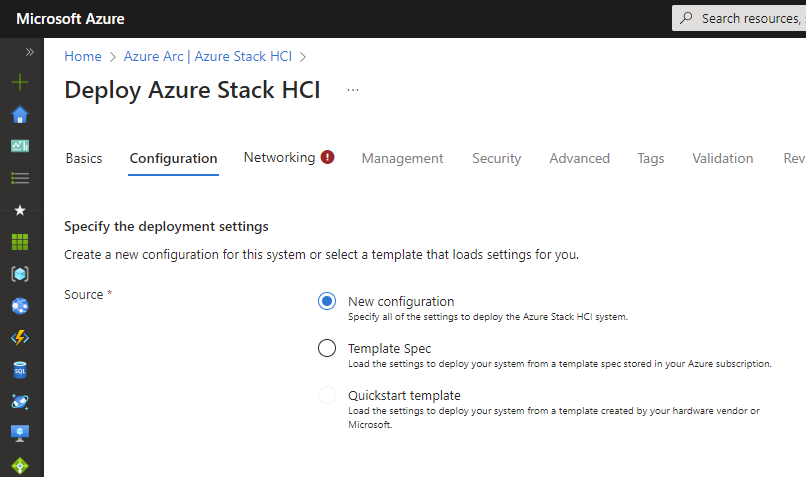 Microsoft Azure
Search resources,
Home > Azure Arc | Azure Stack HCI >
Deploy Azure Stack HCI ...
Basics Configuration Networking Management Security Advanced Tags Validation Rev
Specify the deployment settings
Create a new configuration for this system or select a template that loads settings for you.
Source *
New configuration
Specify all of the settings to deploy the Azure Stack HCI system.
Template Spec
Load the settings to deploy your system from a template spec stored in your Azure subscription.
Quickstart template
Load the settings to deploy your system from a template created by your hardware vendor or
Microsoft.
SQL